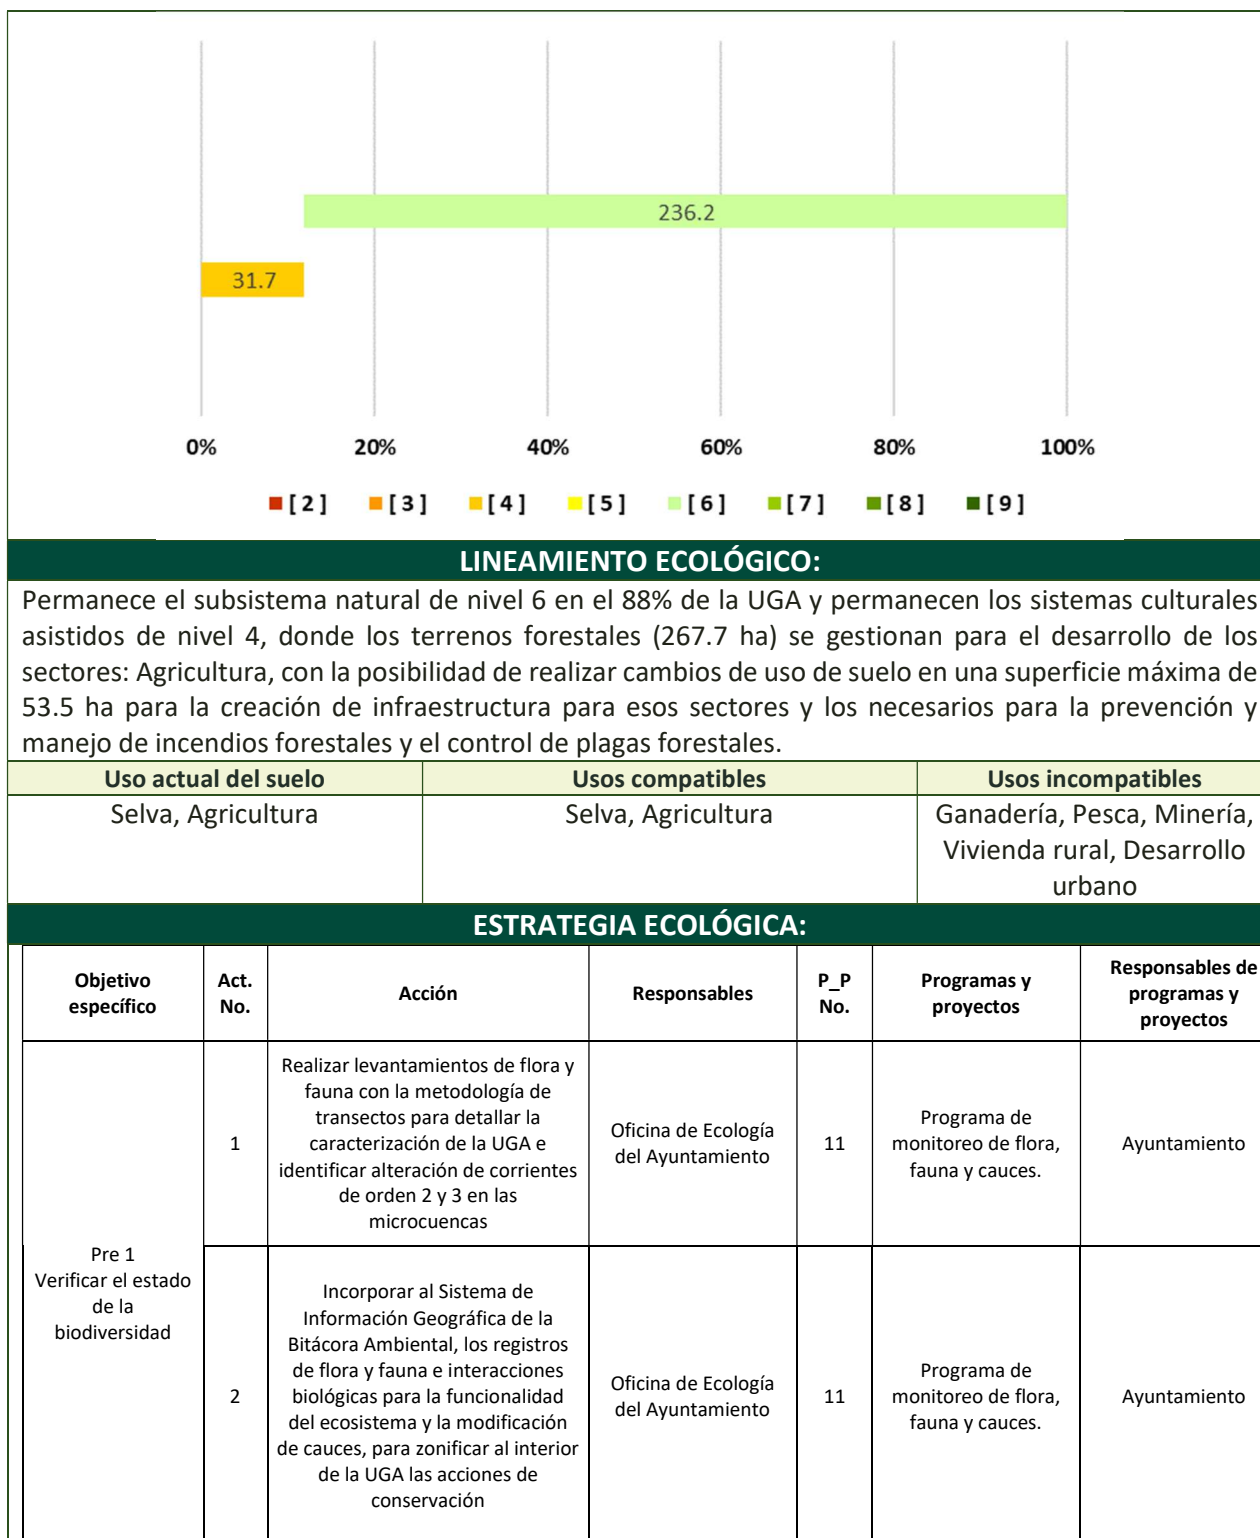 236.2
31.7
0% 20% 40% 60% 80% 100%
[ 2 ] [ 3 ] [ 4 ] [ 5 ] [ 6 ] [ 7 ] [ 8 ] [ 9 ]
LINEAMIENTO ECOLÓGICO:
Permanece el subsistema natural de nivel 6 en el 88% de la UGA y permanecen los sistemas culturales
asistidos de nivel 4, donde los terrenos forestales (267.7 ha) se gestionan para el desarrollo de los
sectores: Agricultura, con la posibilidad de realizar cambios de uso de suelo en una superficie máxima de
53.5 ha para la creación de infraestructura para esos sectores y los necesarios para la prevención y
manejo de incendios forestales y el control de plagas forestales.
Uso actual del suelo
Usos compatibles
Usos incompatibles
Selva, Agricultura
Selva, Agricultura
Ganadería, Pesca, Minería,
Vivienda rural, Desarrollo
urbano
ESTRATEGIA ECOLÓGICA:
Objetivo
específico
Act.
No.
Acción
Responsables
P_P
No.
Programas y
proyectos
Responsables de
programas y
proyectos
Pre 1
Verificar el estado
de la
biodiversidad
1
Realizar levantamientos de flora y
fauna con la metodología de
transectos para detallar la
caracterización de la UGA e
identificar alteración de corrientes
de orden 2 y 3 en las
microcuencas
Oficina de Ecología
del Ayuntamiento
11
Programa de
monitoreo de flora,
fauna y cauces.
Ayuntamiento
2
Incorporar al Sistema de
Información Geográfica de la
Bitácora Ambiental, los registros
de flora y fauna e interacciones
biológicas para la funcionalidad
del ecosistema y la modificación
de cauces, para zonificar al interior
de la UGA las acciones de
conservación
Oficina de Ecología
del Ayuntamiento
11
Programa de
monitoreo de flora,
fauna y cauces.
Ayuntamiento